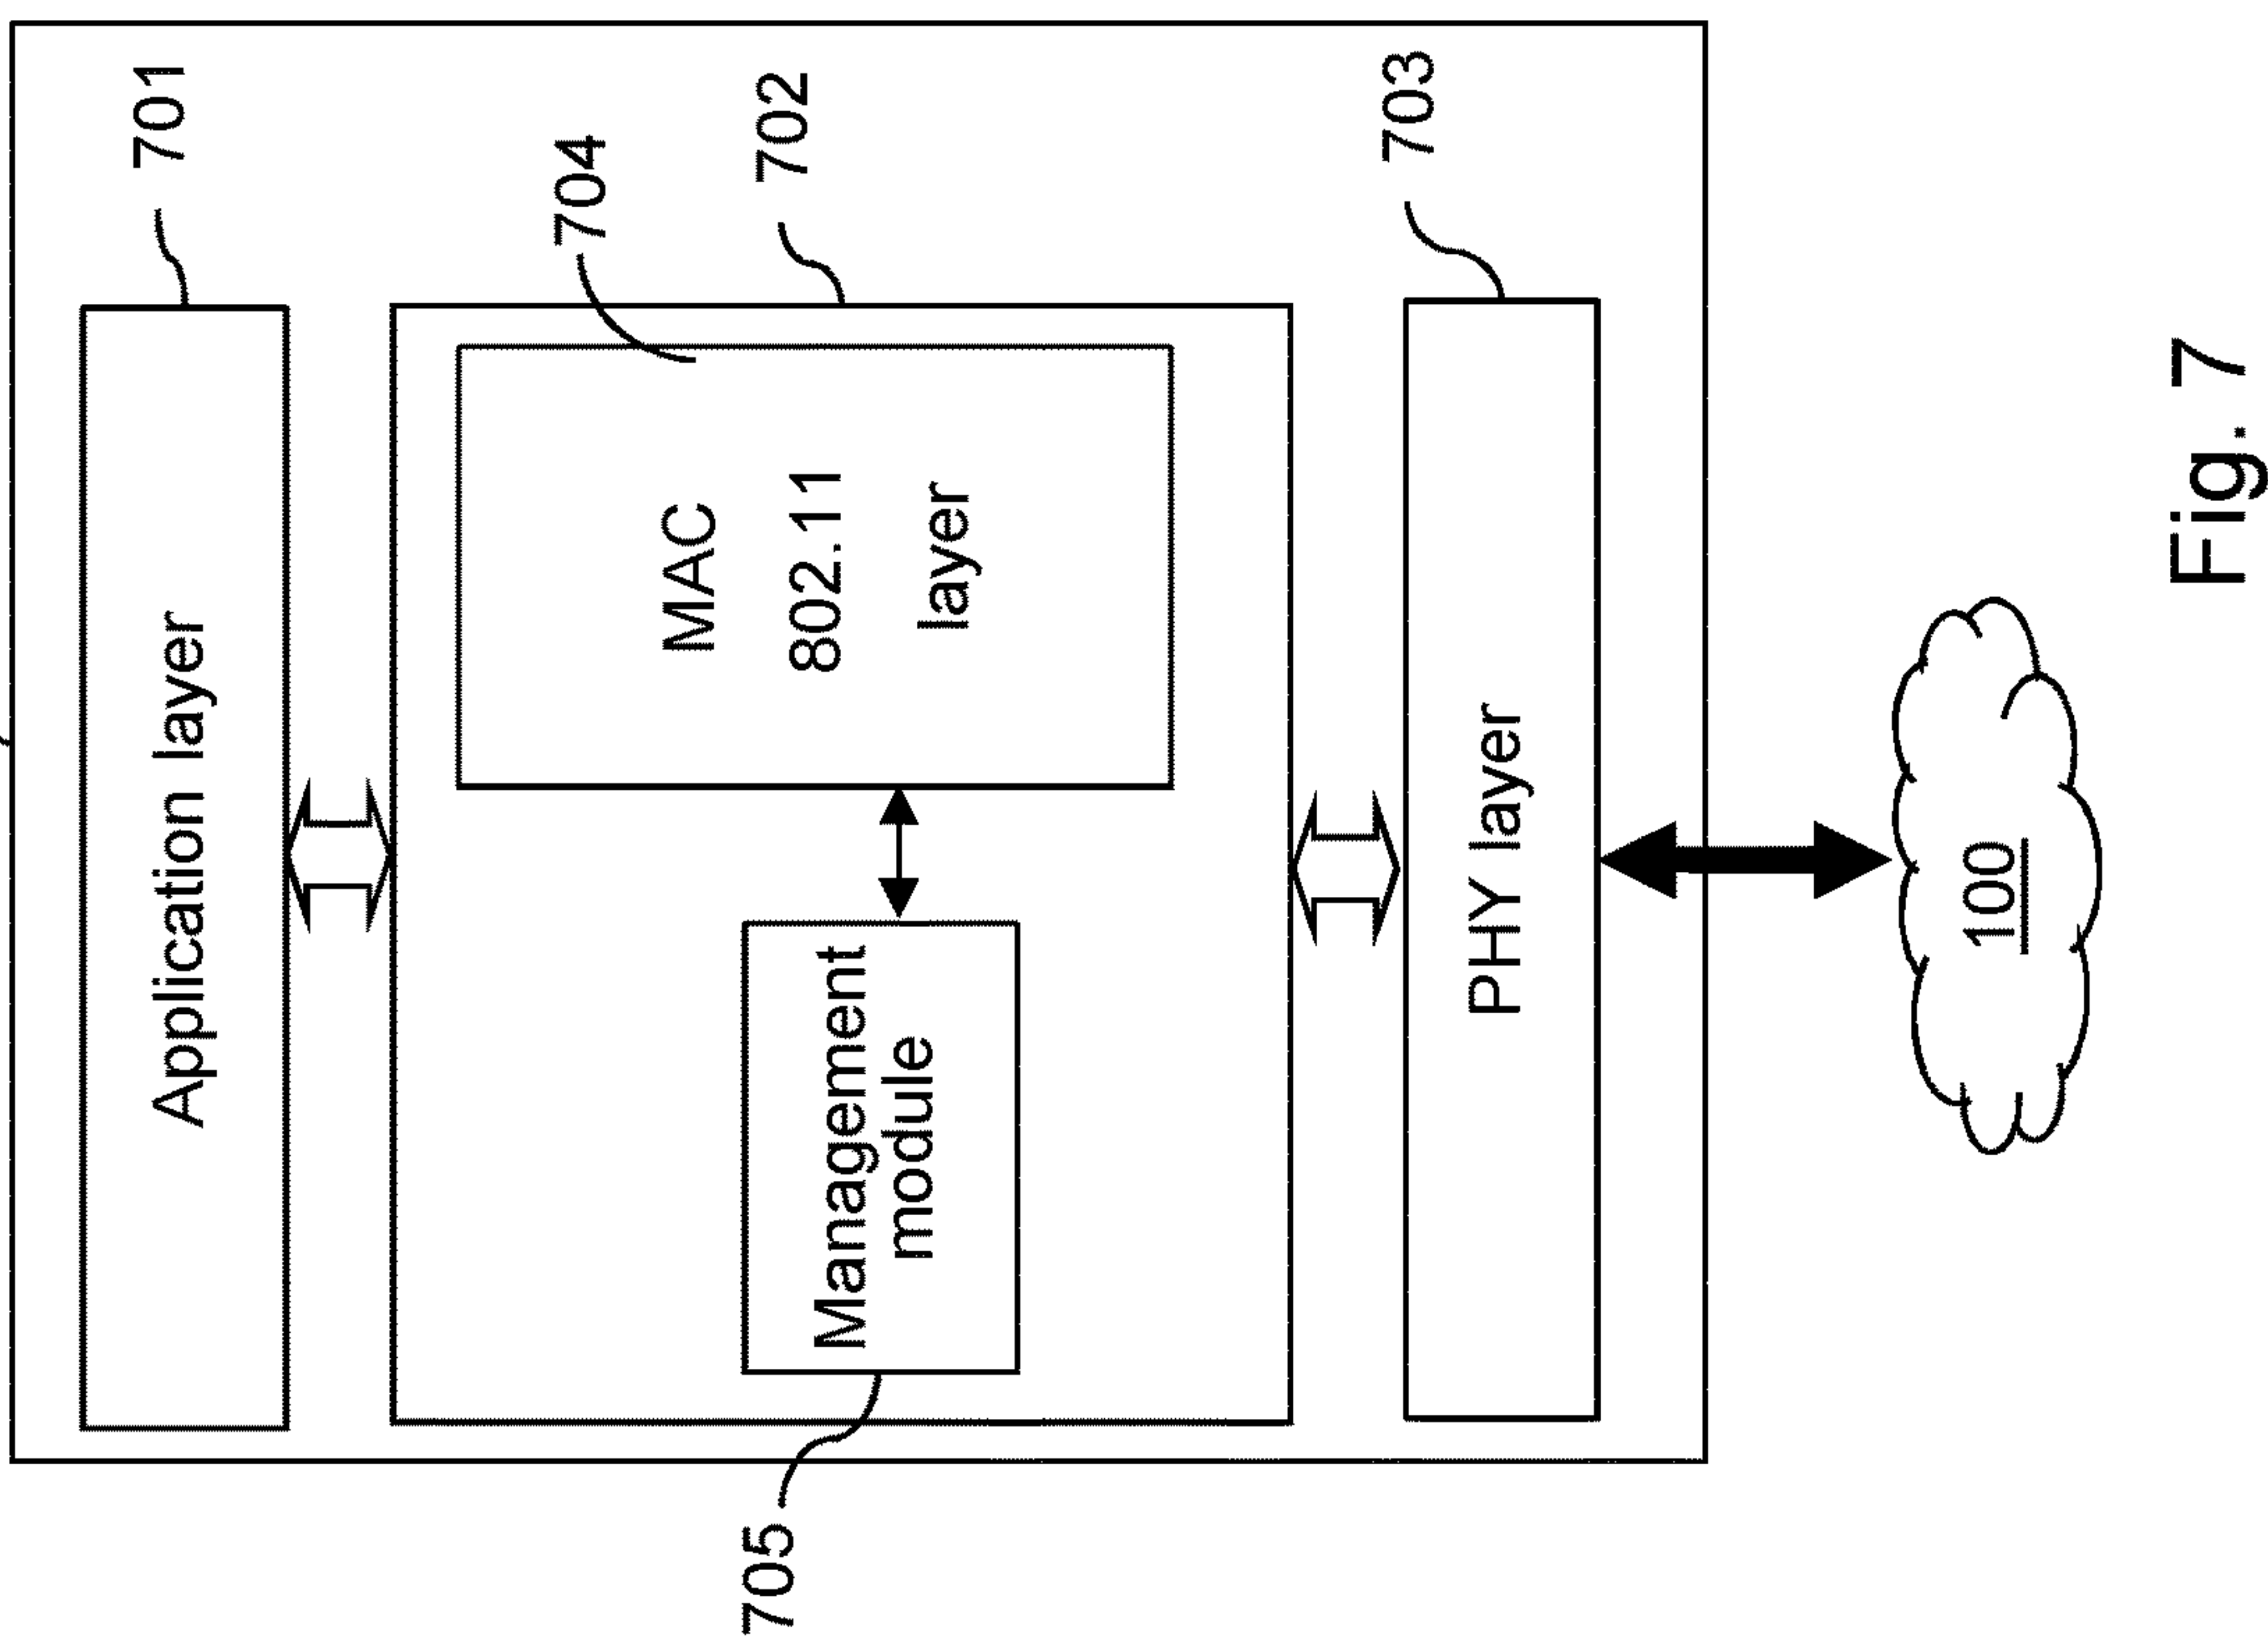 701
Application layer
704
702
MAC
802.11
layer
Management
module
705
703
PHY layer
100
Fig. 7